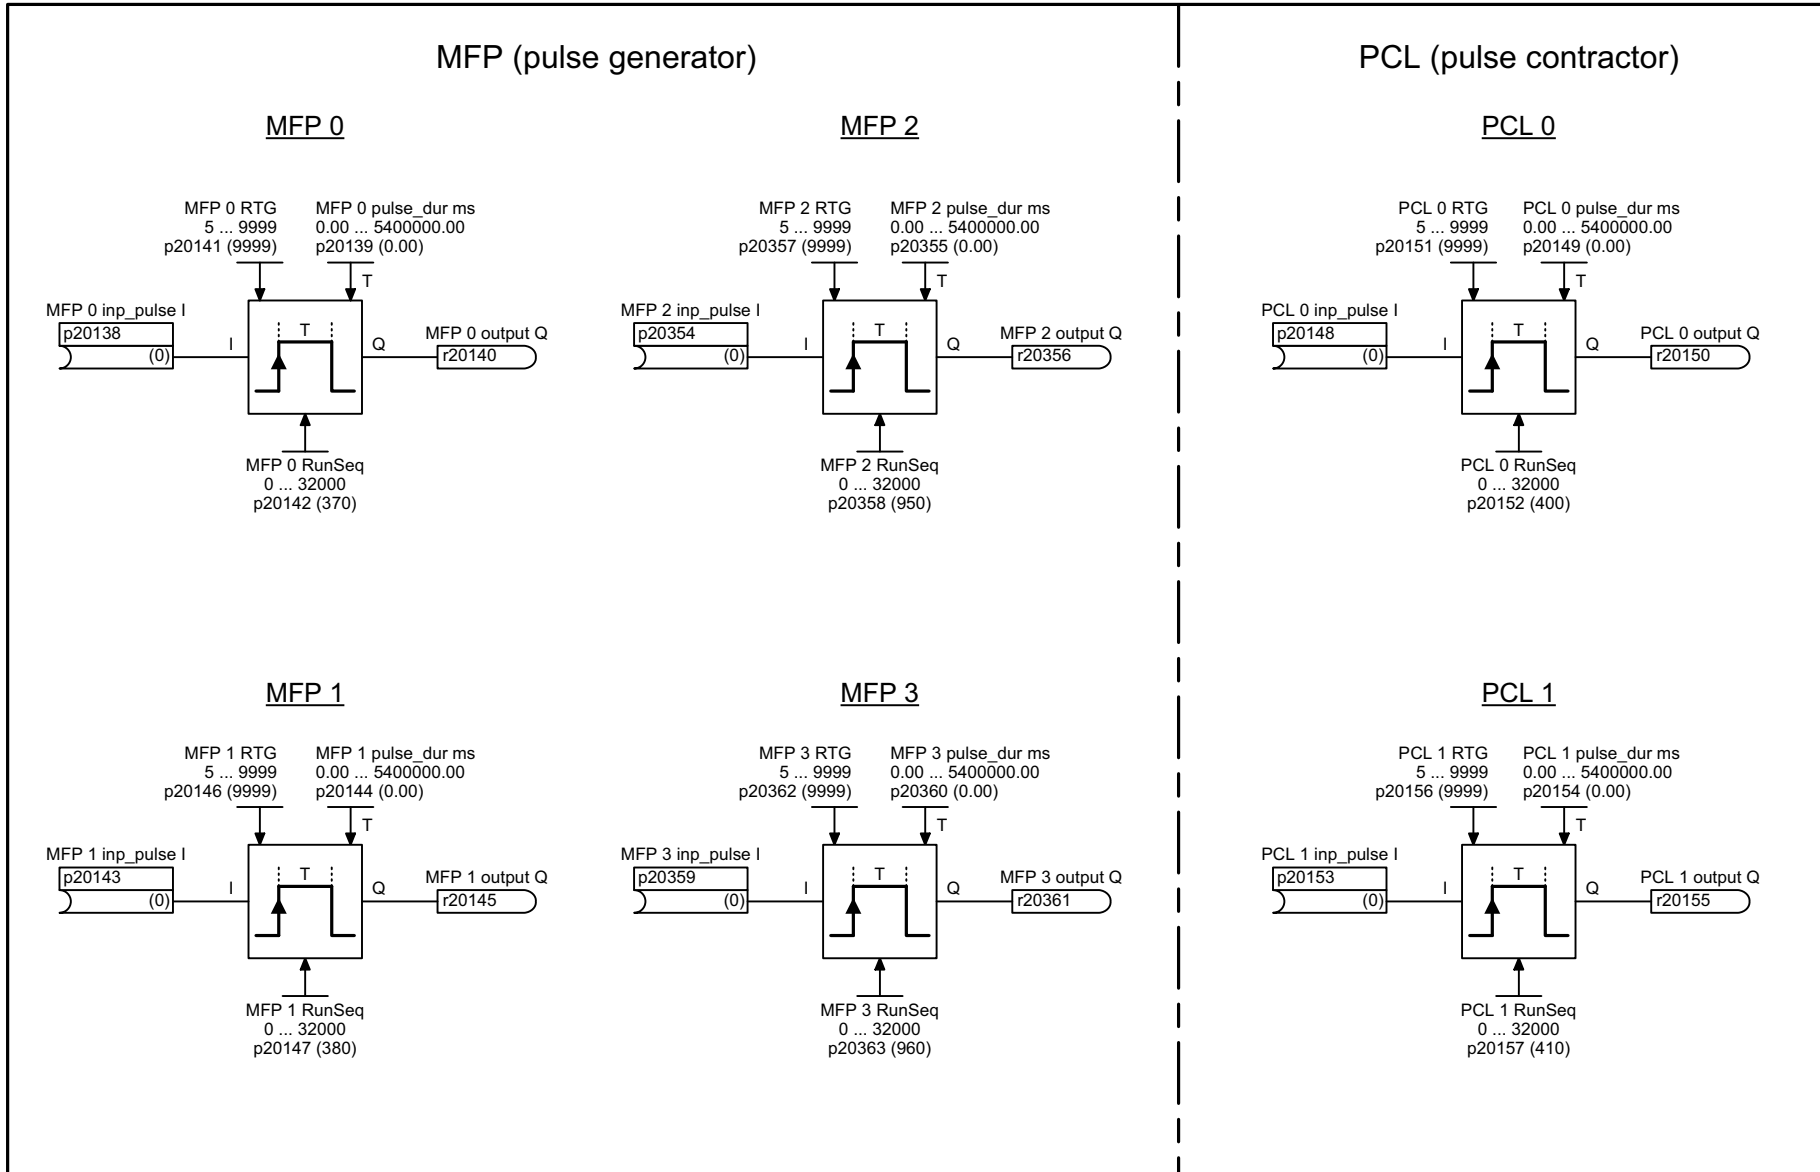 MFP (pulse generator)
PCL (pulse contractor)
MFP 0
MFP 0 RTG
5 ... 9999
p20141 (9999)
MFP 0 pulse_dur ms
0.00 ... 5400000.00
p20139 (0.00)
T
MFP 0 inp_pulse I
p20138
(0)
I
T
Q
MFP 0 output Q
r20140
MFP 0 RunSeq
0 ... 32000
p20142 (370)
MFP 2
MFP 2 RTG
5 ... 9999
p20357 (9999)
MFP 2 pulse_dur ms
0.00 ... 5400000.00
p20355 (0.00)
T
MFP 2 inp_pulse I
p20354
(0)
I
T
Q
MFP 2 output Q
r20356
MFP 2 RunSeq
0 ... 32000
p20358 (950)
PCL 0
PCL 0 RTG
5 ... 9999
p20151 (9999)
PCL 0 pulse_dur ms
0.00 ... 5400000.00
p20149 (0.00)
T
PCL 0 inp_pulse I
p20148
(0)
I
T
Q
PCL 0 output Q
r20150
PCL 0 RunSeq
0 ... 32000
p20152 (400)
MFP 1
MFP 1 RTG
5 ... 9999
p20146 (9999)
MFP 1 pulse_dur ms
0.00 ... 5400000.00
p20144 (0.00)
T
MFP 1 inp_pulse I
p20143
(0)
I
T
Q
MFP 1 output Q
r20145
MFP 1 RunSeq
0 ... 32000
p20147 (380)
MFP 3
MFP 3 RTG
5 ... 9999
p20362 (9999)
MFP 3 pulse_dur ms
0.00 ... 5400000.00
p20360 (0.00)
T
MFP 3 inp_pulse I
p20359
(0)
I
T
Q
MFP 3 output Q
r20361
MFP 3 RunSeq
0 ... 32000
p20363 (960)
PCL 1
PCL 1 RTG
5 ... 9999
p20156 (9999)
PCL 1 pulse_dur ms
0.00 ... 5400000.00
p20154 (0.00)
T
PCL 1 inp_pulse I
p20153
(0)
I
T
Q
PCL 1 output Q
r20155
PCL 1 RunSeq
0 ... 32000
p20157 (410)